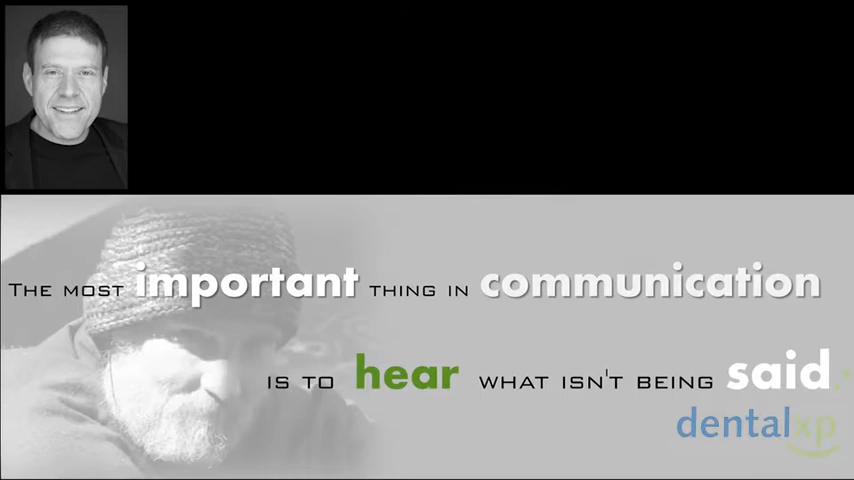 THE MOST important THING IN communication
IS TO hear WHAT ISN'T BEING said.
dentalxp